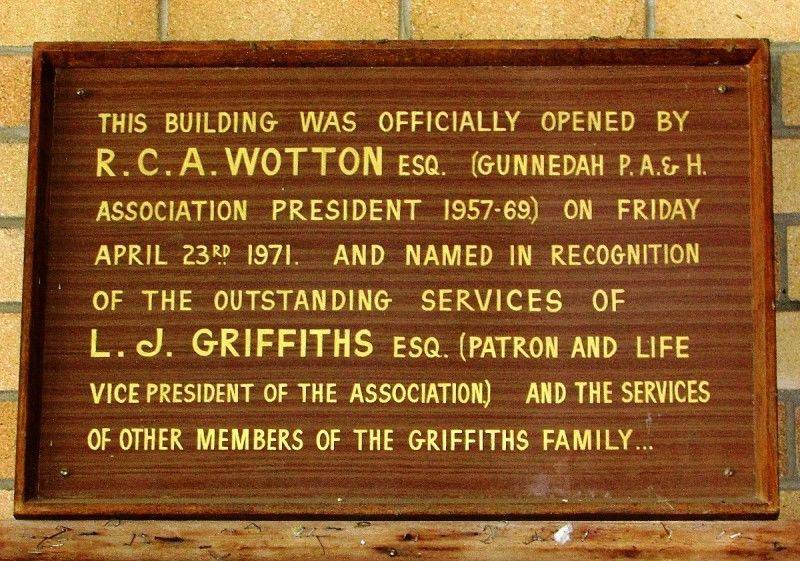 THIS BUILDING WAS OFFICIALLY OPENED BY
R.C.A. WOTTON ESQ. (GUNNEDAH P.A.& H.
ASSOCIATION PRESIDENT 1957-69.) ON FRIDAY
APRIL 23RD 1971. AND NAMED IN RECOGNITION
OF THE OUTSTANDING SERVICES OF
L.J. GRIFFITHS ESQ. (PATRON AND LIFE
VICE PRESIDENT OF THE ASSOCIATION.) AND THE SERVICES
OF OTHER MEMBERS OF THE GRIFFITHS FAMILY...